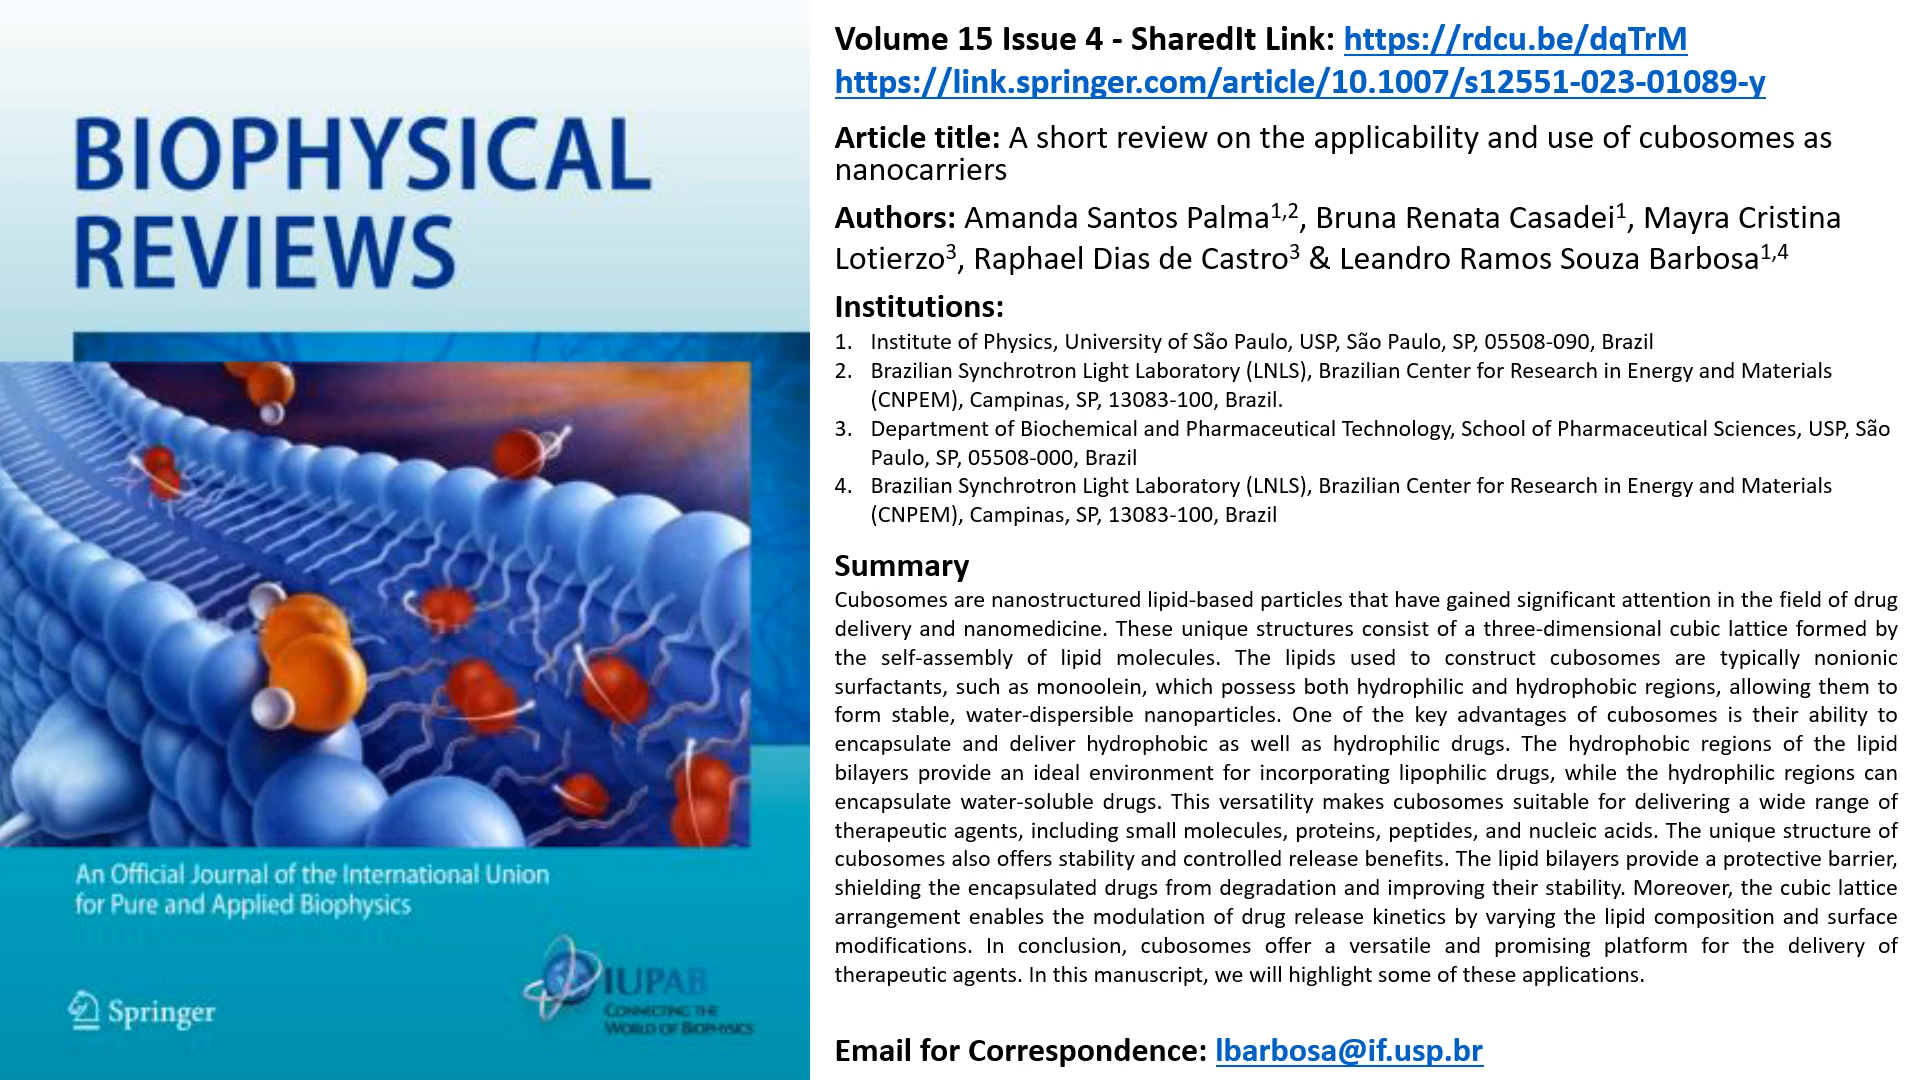 BIOPHYSICAL
REVIEWS
An Official Journal of the International Union
for Pure and Applied Biophysics
Springer
IUPAB
CONNECTING THE
WORLD OF BIOPHYSICS
Volume 15 Issue 4 - SharedIt Link: https://rdcu.be/dqTrM
https://link.springer.com/article/10.1007/s12551-023-01089-y
Article title: A short review on the applicability and use of cubosomes as
nanocarriers
Authors: Amanda Santos Palma1,2, Bruna Renata Casadei1, Mayra Cristina
Lotierzo3, Raphael Dias de Castro3 & Leandro Ramos Souza Barbosa1,4
Institutions:
1. Institute of Physics, University of São Paulo, USP, São Paulo, SP, 05508-090, Brazil
2. Brazilian Synchrotron Light Laboratory (LNLS), Brazilian Center for Research in Energy and Materials
(CNPEM), Campinas, SP, 13083-100, Brazil.
3. Department of Biochemical and Pharmaceutical Technology, School of Pharmaceutical Sciences, USP, São
Paulo, SP, 05508-000, Brazil
4. Brazilian Synchrotron Light Laboratory (LNLS), Brazilian Center for Research in Energy and Materials
(CNPEM), Campinas, SP, 13083-100, Brazil
Summary
Cubosomes are nanostructured lipid-based particles that have gained significant attention in the field of drug
delivery and nanomedicine. These unique structures consist of a three-dimensional cubic lattice formed by
the self-assembly of lipid molecules. The lipids used to construct cubosomes are typically nonionic
surfactants, such as monoolein, which possess both hydrophilic and hydrophobic regions, allowing them to
form stable, water-dispersible nanoparticles. One of the key advantages of cubosomes is their ability to
encapsulate and deliver hydrophobic as well as hydrophilic drugs. The hydrophobic regions of the lipid
bilayers provide an ideal environment for incorporating lipophilic drugs, while the hydrophilic regions can
encapsulate water-soluble drugs. This versatility makes cubosomes suitable for delivering a wide range of
therapeutic agents, including small molecules, proteins, peptides, and nucleic acids. The unique structure of
cubosomes also offers stability and controlled release benefits. The lipid bilayers provide a protective barrier,
shielding the encapsulated drugs from degradation and improving their stability. Moreover, the cubic lattice
arrangement enables the modulation of drug release kinetics by varying the lipid composition and surface
modifications. In conclusion, cubosomes offer a versatile and promising platform for the delivery of
therapeutic agents. In this manuscript, we will highlight some of these applications.
Email for Correspondence: lbarbosa@if.usp.br